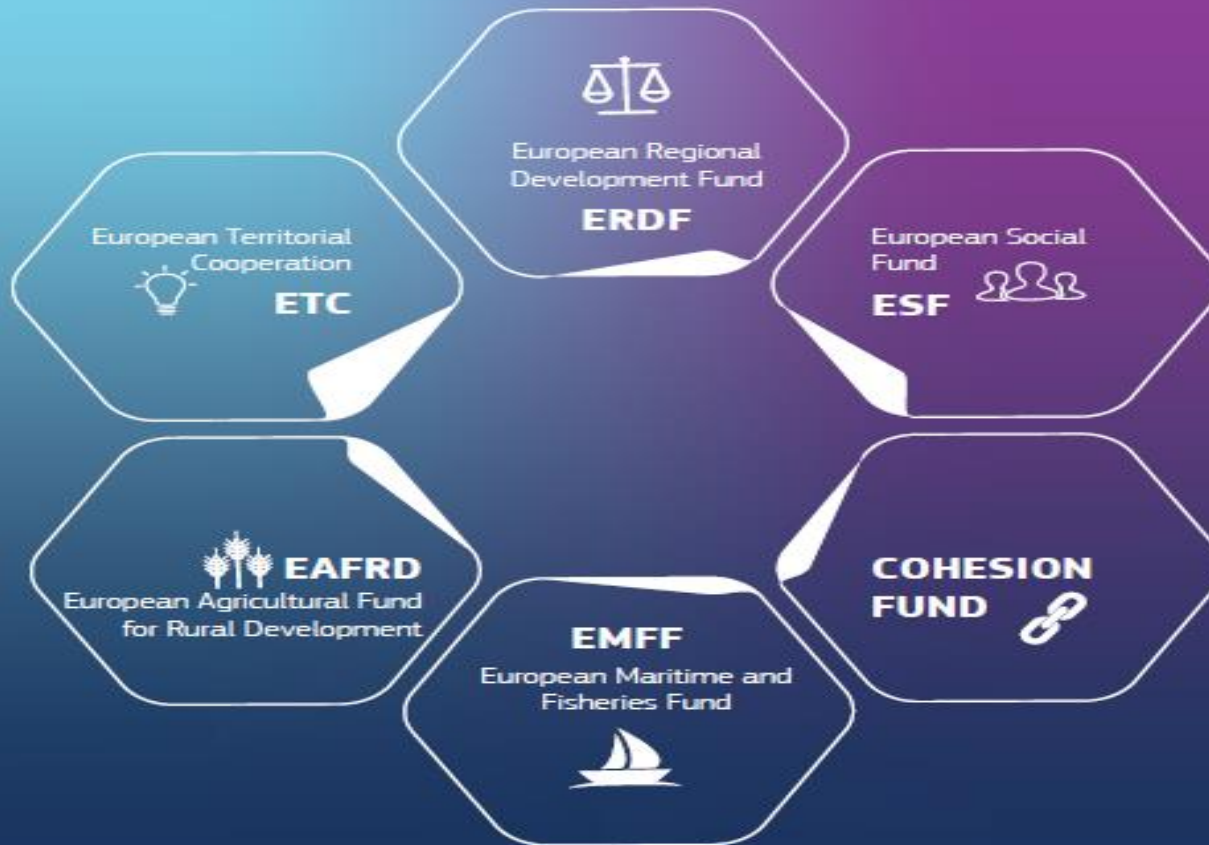 European Regional
Development Fund
ERDF
European Social
Fund
ESF
COHESION
FUND
EMFF
European Maritime and
Fisheries Fund
EAFRD
European Agricultural Fund
for Rural Development
European Territorial
Cooperation
ETC